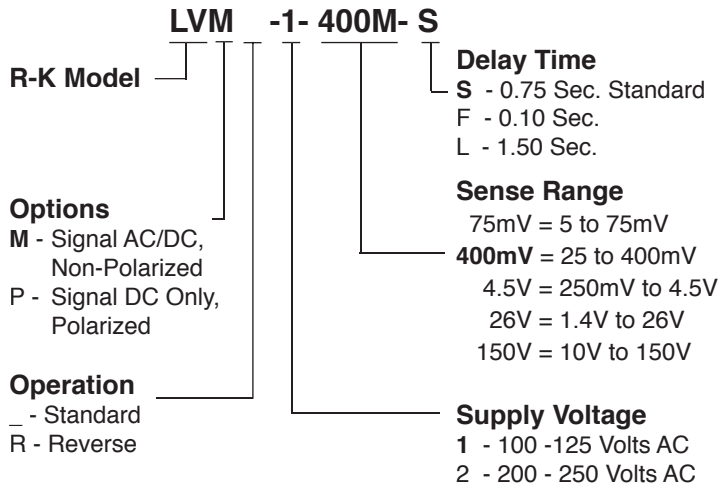 LVM _ -1- 400M- S
R-K Model
Delay Time
S - 0.75 Sec. Standard
F - 0.10 Sec.
L - 1.50 Sec.
Options
M - Signal AC/DC,
Non-Polarized
P - Signal DC Only,
Polarized
Sense Range
75mV = 5 to 75mV
400mV = 25 to 400mV
4.5V = 250mV to 4.5V
26V = 1.4V to 26V
150V = 10V to 150V
Operation
_ - Standard
R - Reverse
Supply Voltage
1 - 100 -125 Volts AC
2 - 200 - 250 Volts AC